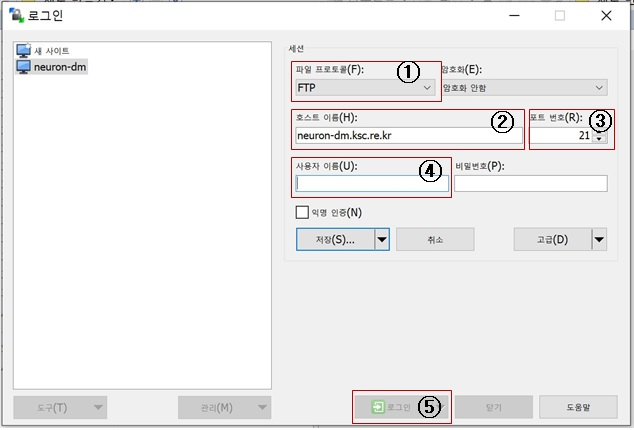 로그인
새 사이트
neuron-dm
세션
파일 프로토콜(F):
①
암호화(E):
FTP
암호화 안함
호스트 이름(H):
②
포트 번호(R):
③
neuron-dm.ksc.re.kr
21
사용자 이름(U):
④
비밀번호(P):
익명 인증(N)
저장(S)...
취소
고급(D)
도구(T)
관리(M)
로그인
⑤
닫기
도움말